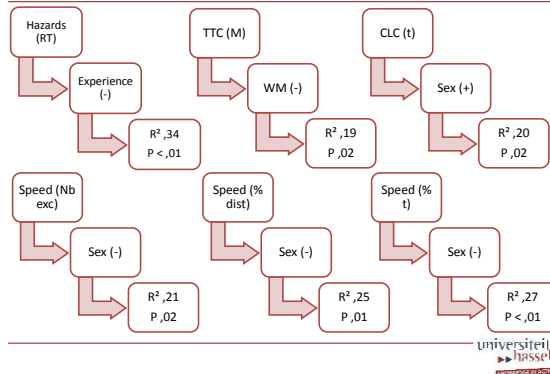 Hazards
(RT)
Experience
(-)
R² ,34
P < ,01
TTC (M)
WM (-)
R² ,19
P ,02
CLC (t)
Sex (+)
R² ,20
P ,02
Speed (Nb
exc)
Sex (-)
R² ,21
P ,02
Speed (%
dist)
Sex (-)
R² ,25
P ,01
Speed (%
t)
Sex (-)
R² ,27
P < ,01
universiteit
hassel